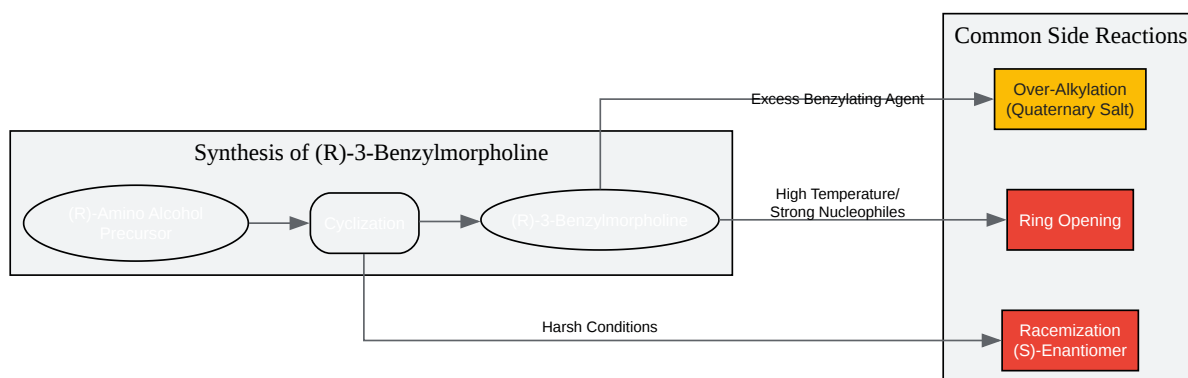 Common Side Reactions
Over-Alkylation
(Quaternary Salt)
Excess Benzylating Agent
Synthesis of (R)-3-Benzylmorpholine
(R)-Amino Alcohol
Precursor
Cyclization
(R)-3-Benzylmorpholine
High Temperature/
Strong Nucleophiles
Ring Opening
Harsh Conditions
Racemization
(S)-Enantiomer